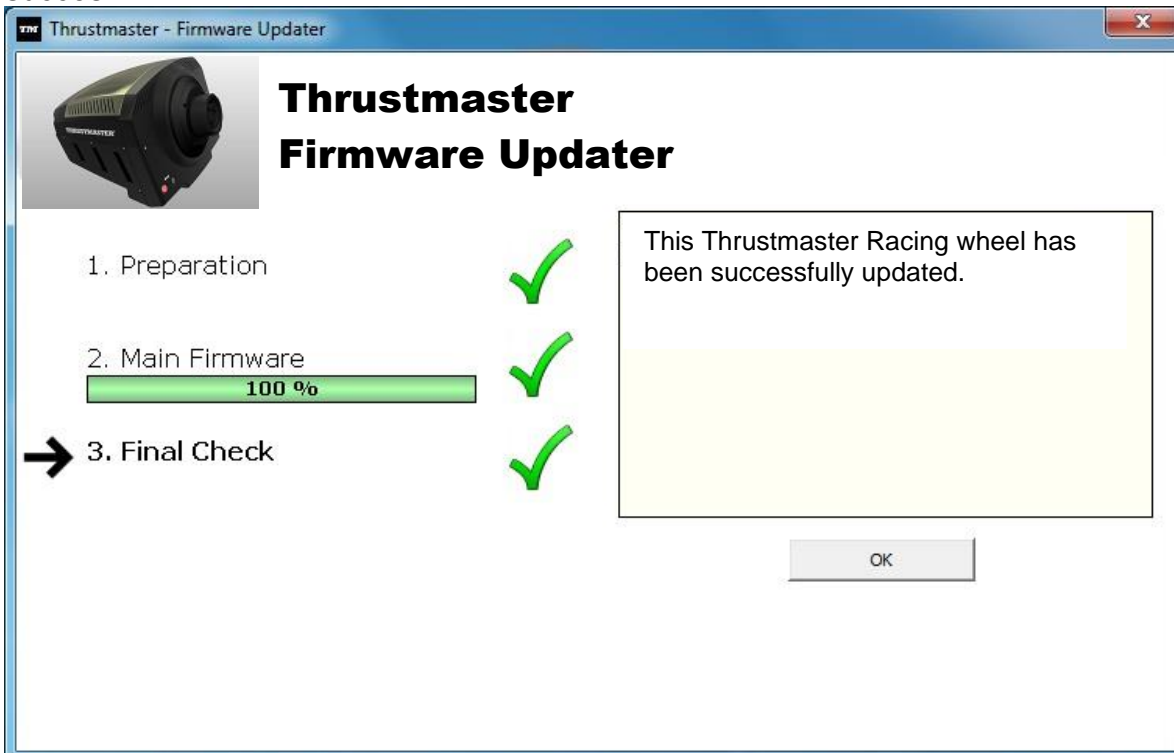 Thrustmaster - Firmware Updater
Thrustmaster
Firmware Updater
THRUSTMASTER
1. Preparation
2. Main Firmware
100 %
3. Final Check
This Thrustmaster Racing wheel has
been successfully updated.
OK